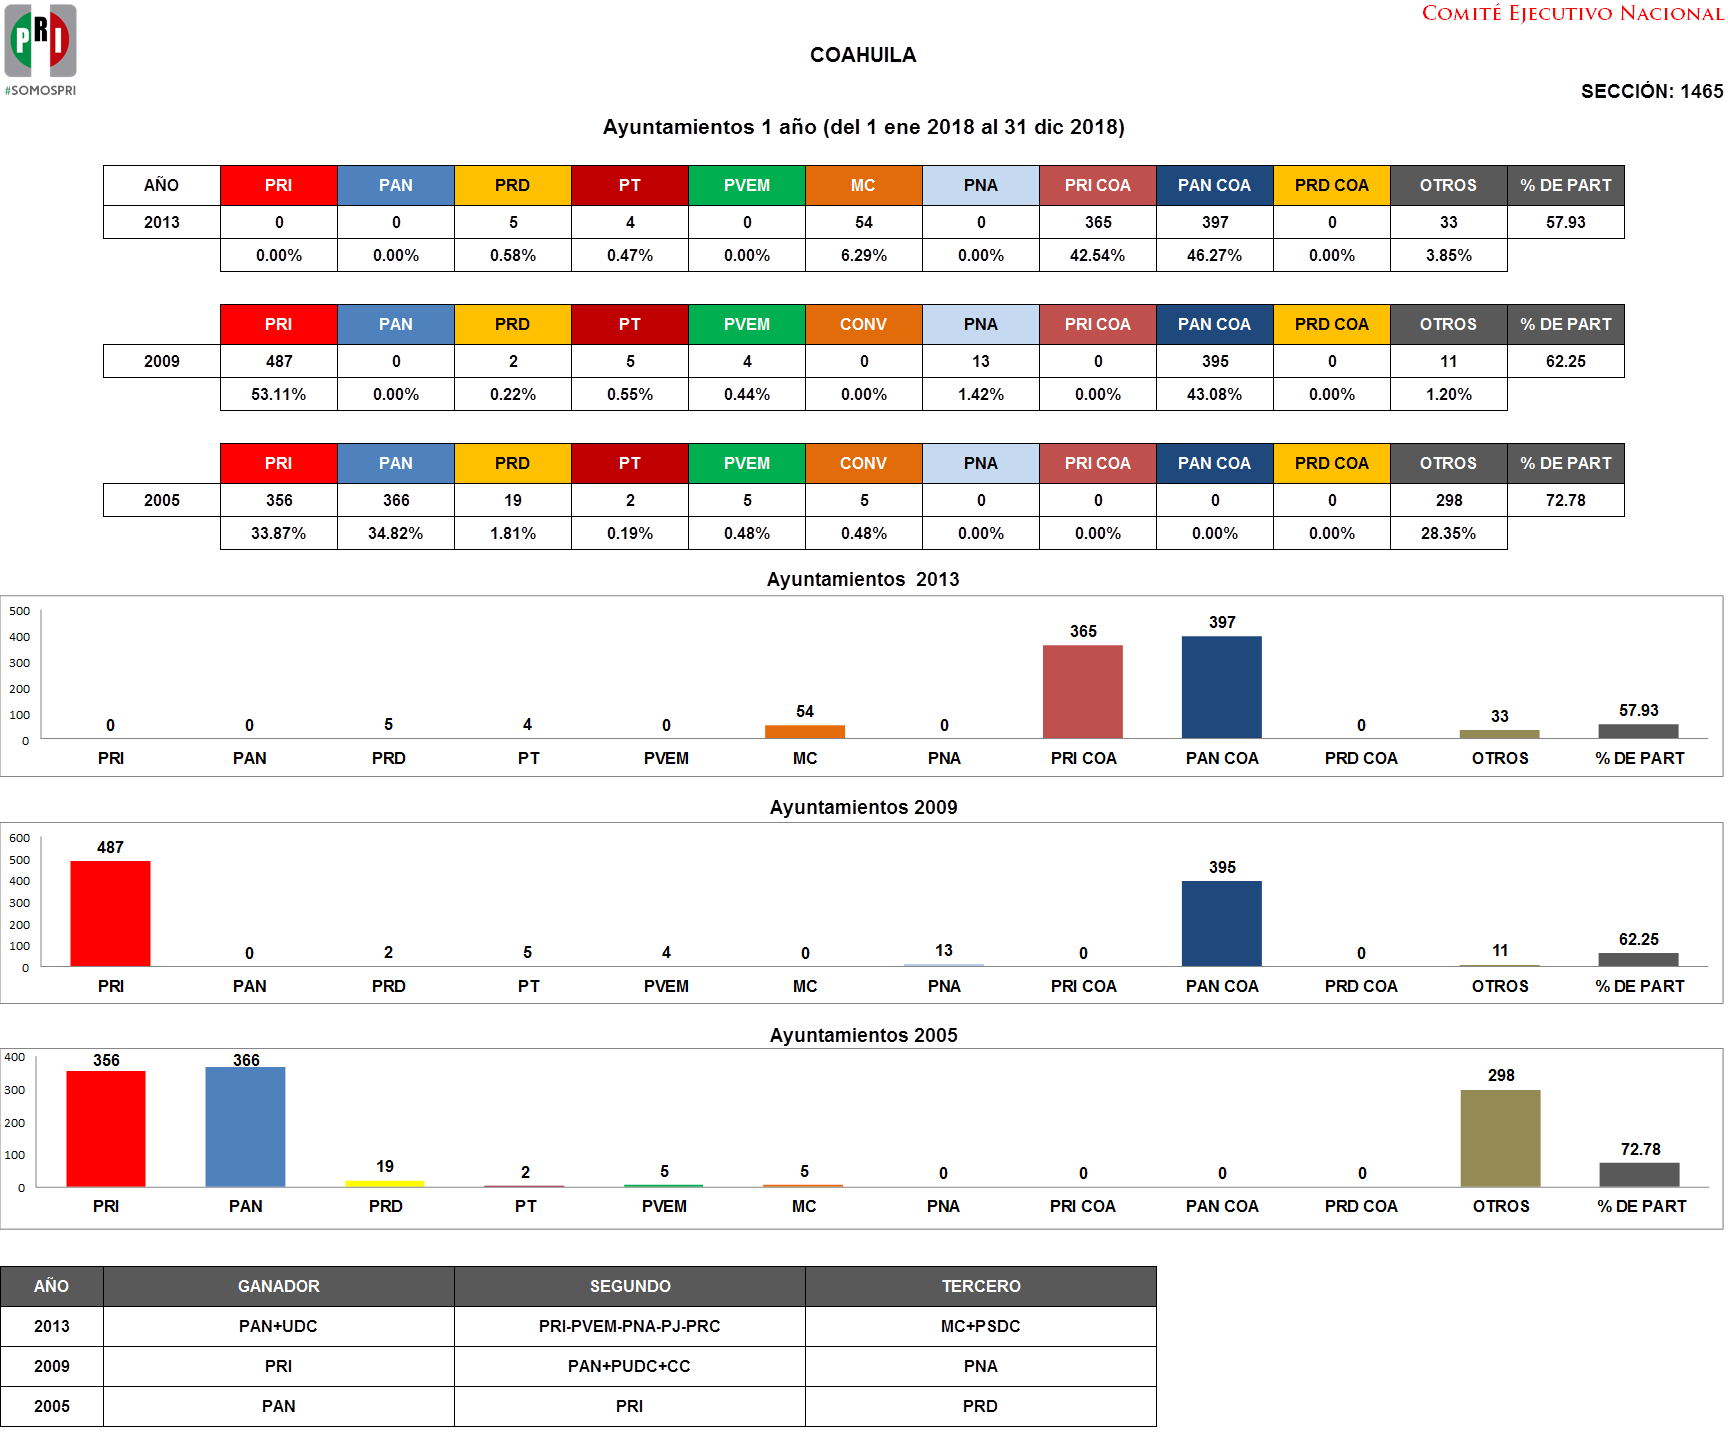 PRI
#SOMOSPRI
COMITÉ EJECUTIVO NACIONAL
COAHUILA
SECCIÓN: 1465
Ayuntamientos 1 año (del 1 ene 2018 al 31 dic 2018)
AÑO PRI PAN PRD PT PVEM MC PNA PRI COA PAN COA PRD COA OTROS % DE PART
2013 0 0 5 4 0 54 0 365 397 0 33 57.93
0.00% 0.00% 0.58% 0.47% 0.00% 6.29% 0.00% 42.54% 46.27% 0.00% 3.85%
PRI PAN PRD PT PVEM CONV PNA PRI COA PAN COA PRD COA OTROS % DE PART
2009 487 0 2 5 4 0 13 0 395 0 11 62.25
53.11% 0.00% 0.22% 0.55% 0.44% 0.00% 1.42% 0.00% 43.08% 0.00% 1.20%
PRI PAN PRD PT PVEM CONV PNA PRI COA PAN COA PRD COA OTROS % DE PART
2005 356 366 19 2 5 5 0 0 0 0 298 72.78
33.87% 34.82% 1.81% 0.19% 0.48% 0.48% 0.00% 0.00% 0.00% 0.00% 28.35%
Ayuntamientos 2013
500
400
300
200
100
0
0 0 5 4 0 54 0 365 397 0 33 57.93
PRI PAN PRD PT PVEM MC PNA PRI COA PAN COA PRD COA OTROS % DE PART
Ayuntamientos 2009
600
500
400
300
200
100
0
487 0 2 5 4 0 13 0 395 0 11 62.25
PRI PAN PRD PT PVEM MC PNA PRI COA PAN COA PRD COA OTROS % DE PART
Ayuntamientos 2005
400
300
200
100
0
356 366 19 2 5 5 0 0 0 0 298 72.78
PRI PAN PRD PT PVEM MC PNA PRI COA PAN COA PRD COA OTROS % DE PART
AÑO GANADOR SEGUNDO TERCERO
2013 PAN+UDC PRI-PVEM-PNA-PJ-PRC MC+PSDC
2009 PRI PAN+PUDC+CC PNA
2005 PAN PRI PRD